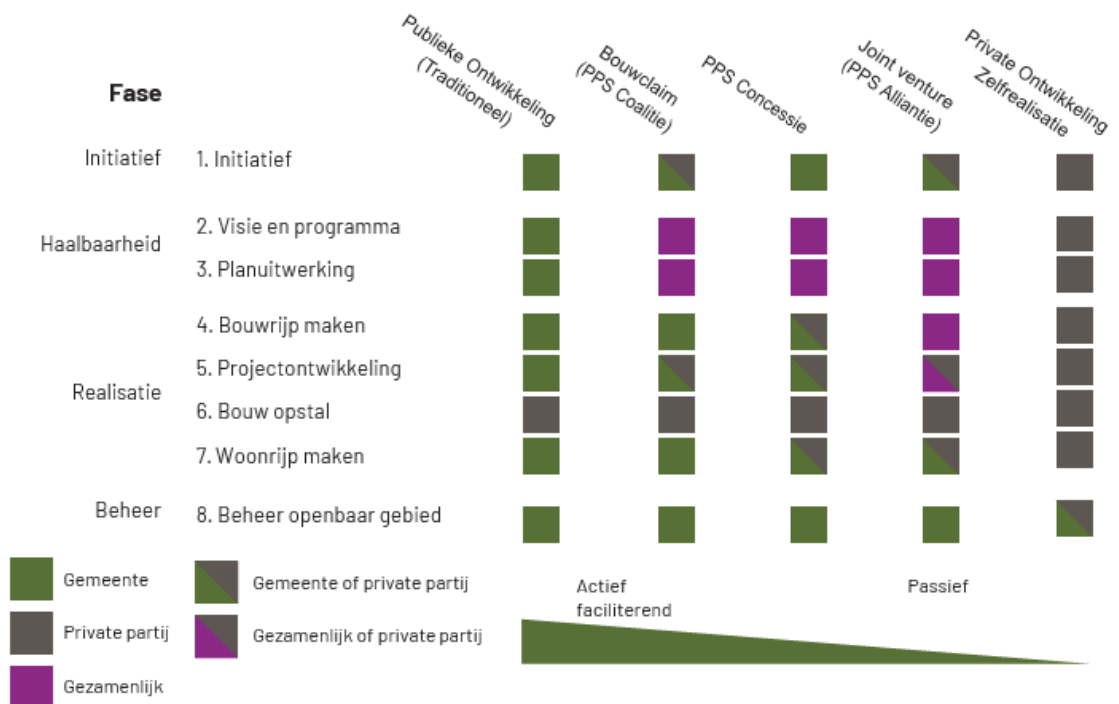 Publieke Ontwikkeling
(Traditioneel)
Bouwclaim
(PPS Coalitie)
PPS Concessie
Joint venture
(PPS Alliantie)
Private Ontwikkeling
Zelfrealisatie
Fase
Initiatief
1. Initiatief
Haalbaarheid
2. Visie en programma
3. Planuitwerking
Realisatie
4. Bouwrijp maken
5. Projectontwikkeling
6. Bouw opstal
7. Woonrijp maken
Beheer
8. Beheer openbaar gebied
Gemeente
Private partij
Gezamenlijk
Gemeente of private partij
Gezamenlijk of private partij
Actief
faciliterend
Passief